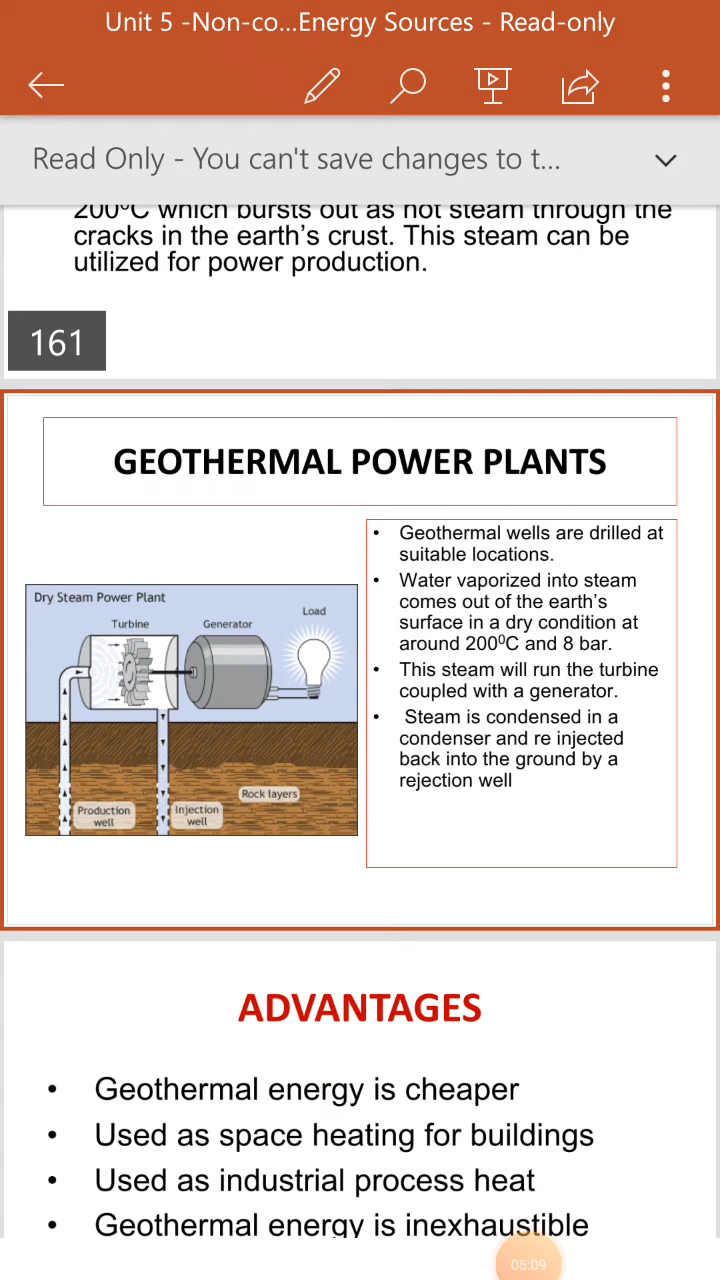 Unit 5 -Non-co...Energy Sources - Read-only
Read Only - You can't save changes to t...
200⁰C which bursts out as hot steam through the
cracks in the earth's crust. This steam can be
utilized for power production.
161
GEOTHERMAL POWER PLANTS
Dry Steam Power Plant
Turbine
Generator
Load
Production
well
Injection
well
Rock layers
• Geothermal wells are drilled at
suitable locations.
• Water vaporized into steam
comes out of the earth's
surface in a dry condition at
around 200⁰C and 8 bar.
• This steam will run the turbine
coupled with a generator.
• Steam is condensed in a
condenser and re injected
back into the ground by a
rejection well
ADVANTAGES
• Geothermal energy is cheaper
• Used as space heating for buildings
• Used as industrial process heat
• Geothermal energy is inexhaustible
05:09